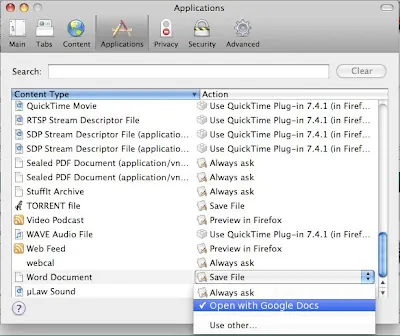 Applications
Main Tabs Content Applications Privacy Security Advanced
Search: Clear
Content Type Action
QuickTime Movie Use QuickTime Plug-in 7.4.1 (in Firef...
RTSP Stream Descriptor File Use QuickTime Plug-in 7.4.1 (in Firef...
SDP Stream Descriptor File (applicatio... Use QuickTime Plug-in 7.4.1 (in Firef...
SDP Stream Descriptor File (applicatio... Use QuickTime Plug-in 7.4.1 (in Firef...
Sealed PDF Document (application/vn... Always ask
Sealed PDF Document (application/vn... Always ask
StuffIt Archive Always ask
TORRENT file Save File
Video Podcast Preview in Firefox
WAVE Audio File Use QuickTime Plug-in 7.4.1 (in Firef...
Web Feed Preview in Firefox
webcal Always ask
Word Document Save File
µLaw Sound Always ask
✓ Open with Google Docs
Use other...
?